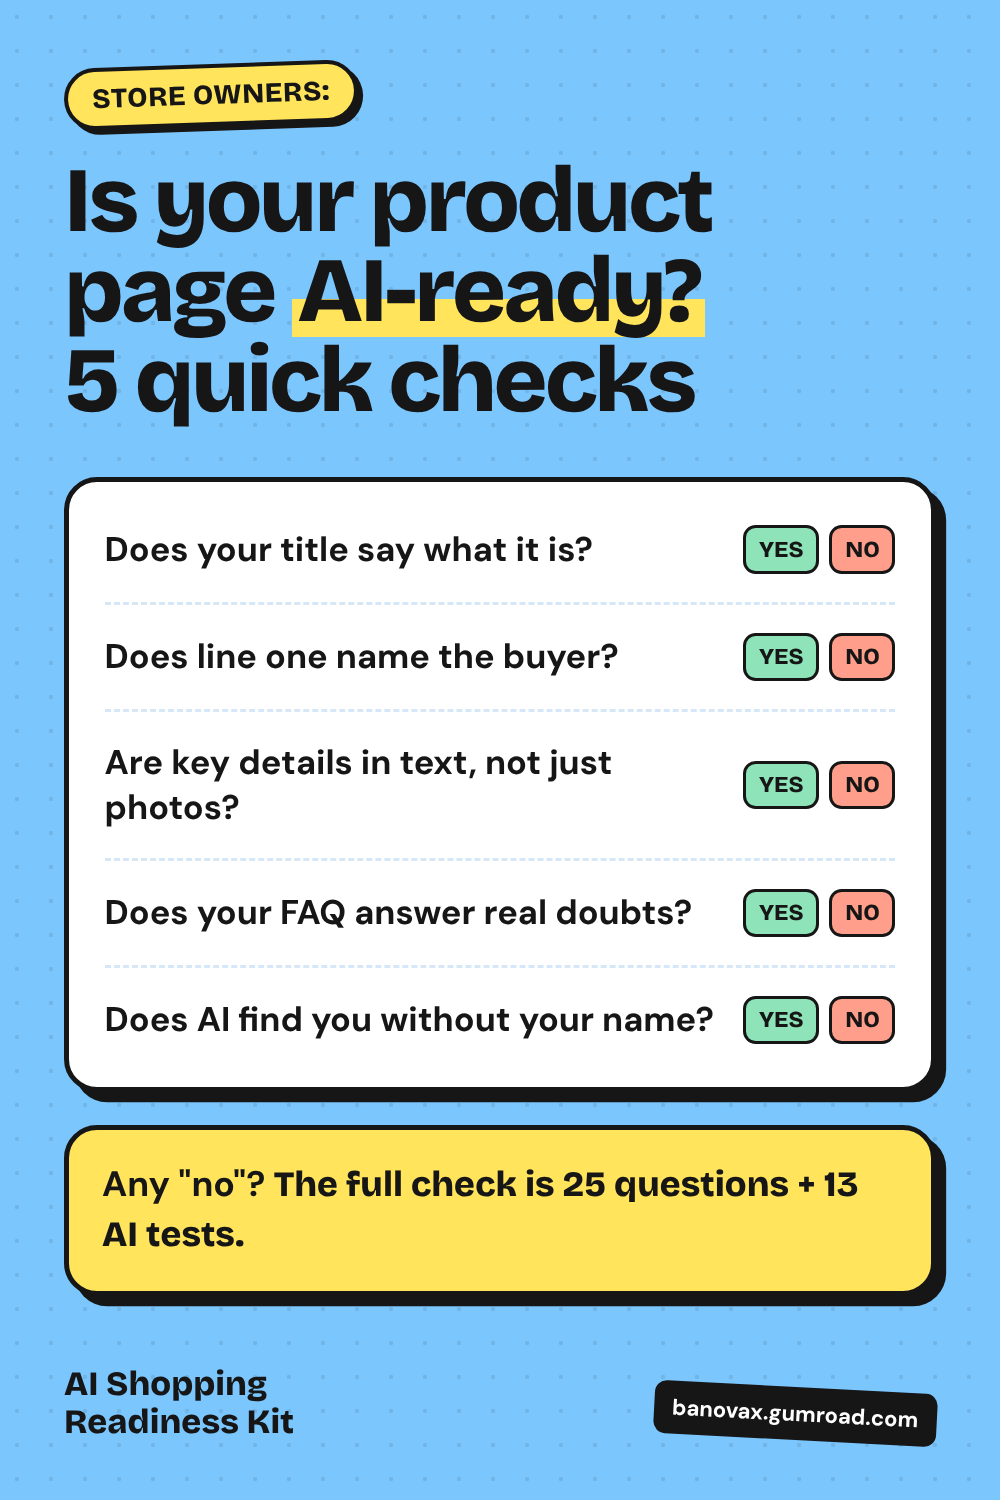 STORE OWNERS:
Is your product
page AI-ready?
5 quick checks
Does your title say what it is? YES NO
Does line one name the buyer? YES NO
Are key details in text, not just
photos? YES NO
Does your FAQ answer real doubts? YES NO
Does AI find you without your name? YES NO
Any "no"? The full check is 25 questions + 13
AI tests.
AI Shopping
Readiness Kit
banovax.gumroad.com